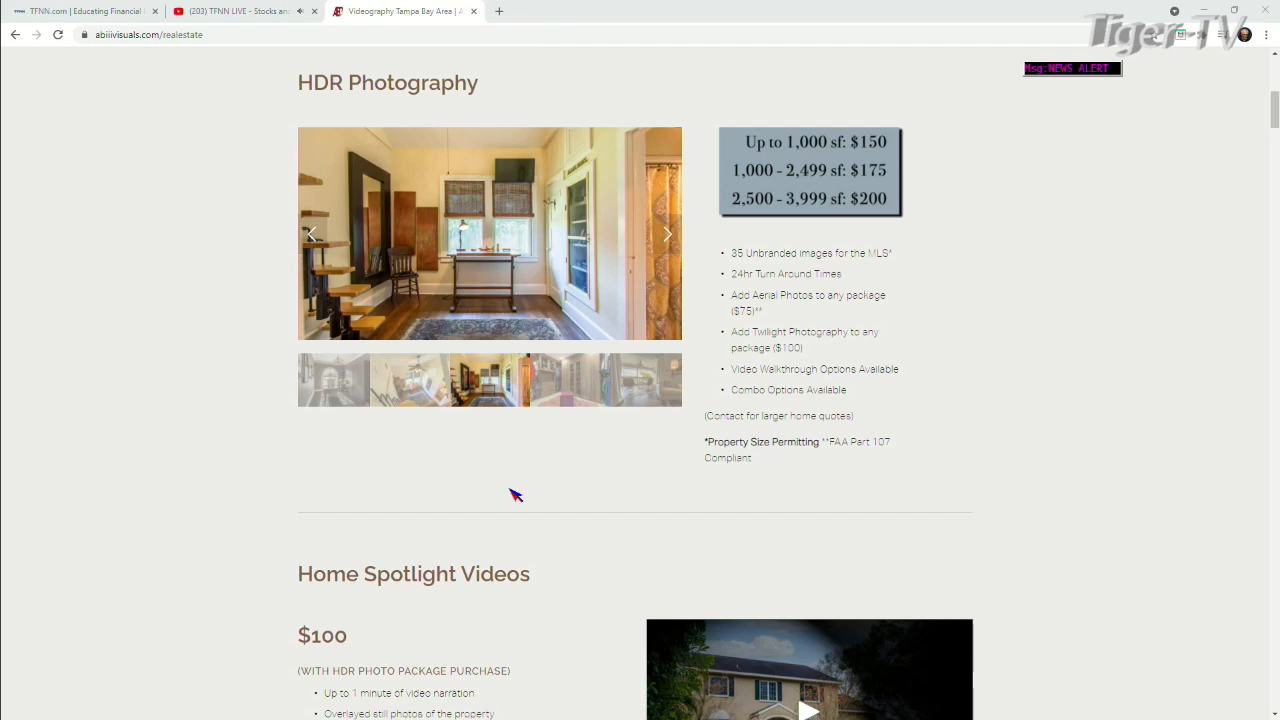 TFNN.com | Educating Financial
(203) TFNN LIVE - Stocks and
Videography Tampa Bay Area | A
abiiivisuals.com/realestate
Tiger-TV
Msg:NEWS ALERT
HDR Photography
Up to 1,000 sf: $150
1,000 - 2,499 sf: $175
2,500 - 3,999 sf: $200
• 35 Unbranded images for the MLS*
• 24hr Turn Around Times
• Add Aerial Photos to any package
($75)**
• Add Twilight Photography to any
package ($100)
• Video Walkthrough Options Available
• Combo Options Available
(Contact for larger home quotes)
*Property Size Permitting **FAA Part 107
Compliant
Home Spotlight Videos
$100
(WITH HDR PHOTO PACKAGE PURCHASE)
• Up to 1 minute of video narration
• Overlayed still photos of the property